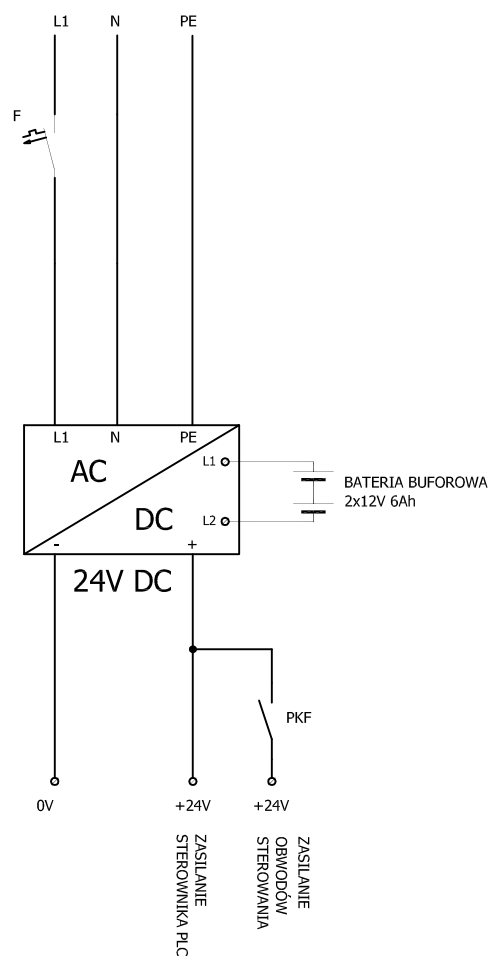 L1 N PE
F
L1 N PE
AC
L1
BATERIA BUFOROWA
2x12V 6Ah
DC
L2
- +
24V DC
PKF
0V +24V +24V
ZASILANIE
STEROWNIKA PLC
ZASILANIE
OBWODÓW
STEROWANIA